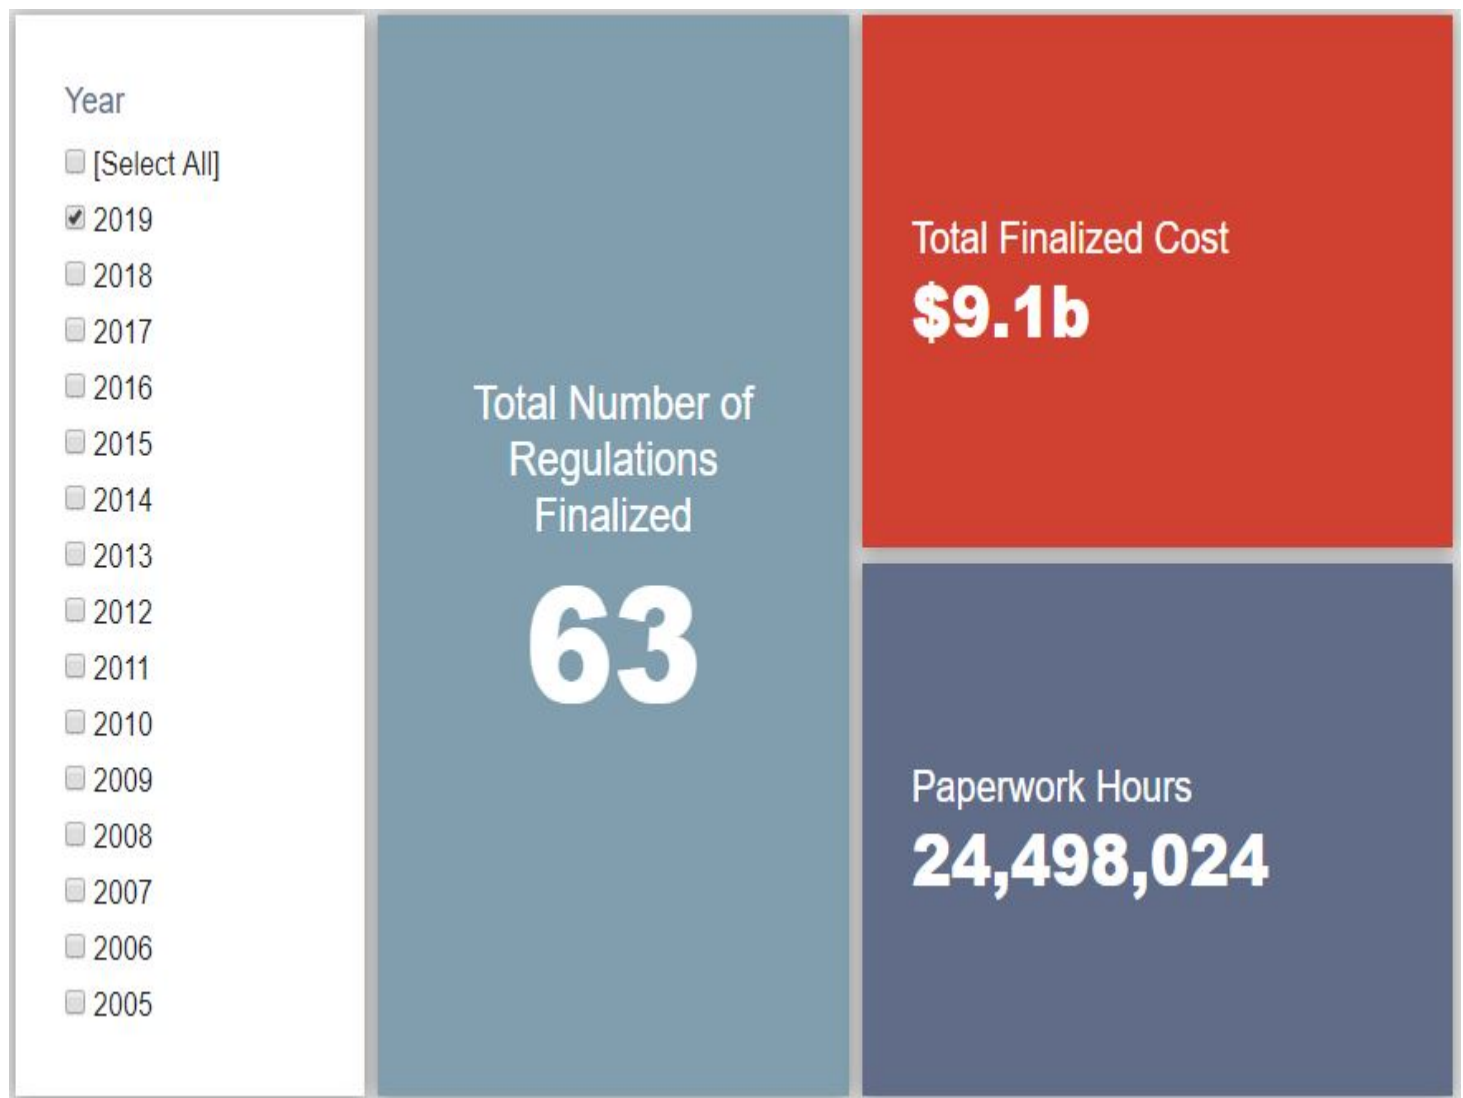 Year
[Select All]
2019
2018
2017
2016
2015
2014
2013
2012
2011
2010
2009
2008
2007
2006
2005
Total Number of
Regulations
Finalized
63
Total Finalized Cost
$9.1b
Paperwork Hours
24,498,024